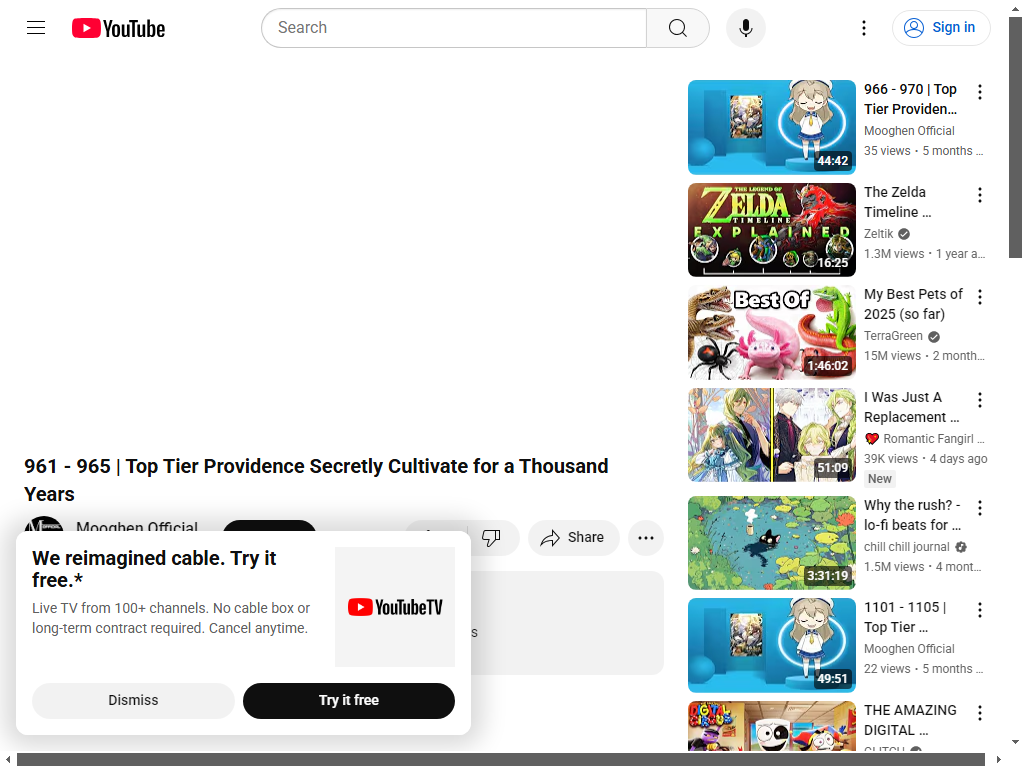 YouTube
Search
Sign in
961 - 965 | Top Tier Providence Secretly Cultivate for a Thousand
Years
Mooghen Official
Share
s
We reimagined cable. Try it
free.*
Live TV from 100+ channels. No cable box or
long-term contract required. Cancel anytime.
YouTubeTV
Dismiss
Try it free
44:42
966 - 970 | Top
Tier Providen...
Mooghen Official
35 views • 5 months ...
THE LEGEND OF
ZELDA
TIMELINE
EXPLAINED
16:25
The Zelda
Timeline ...
Zeltik
1.3M views • 1 year a...
Best Of
1:46:02
My Best Pets of
2025 (so far)
TerraGreen
15M views • 2 month...
51:09
I Was Just A
Replacement ...
Romantic Fangirl ...
39K views • 4 days ago
New
3:31:19
Why the rush? -
lo-fi beats for ...
chill chill journal
1.5M views • 4 mont...
49:51
1101 - 1105 |
Top Tier ...
Mooghen Official
22 views • 5 months ...
DIGITAL
CIRCUS
THE AMAZING
DIGITAL ...
GLITCH